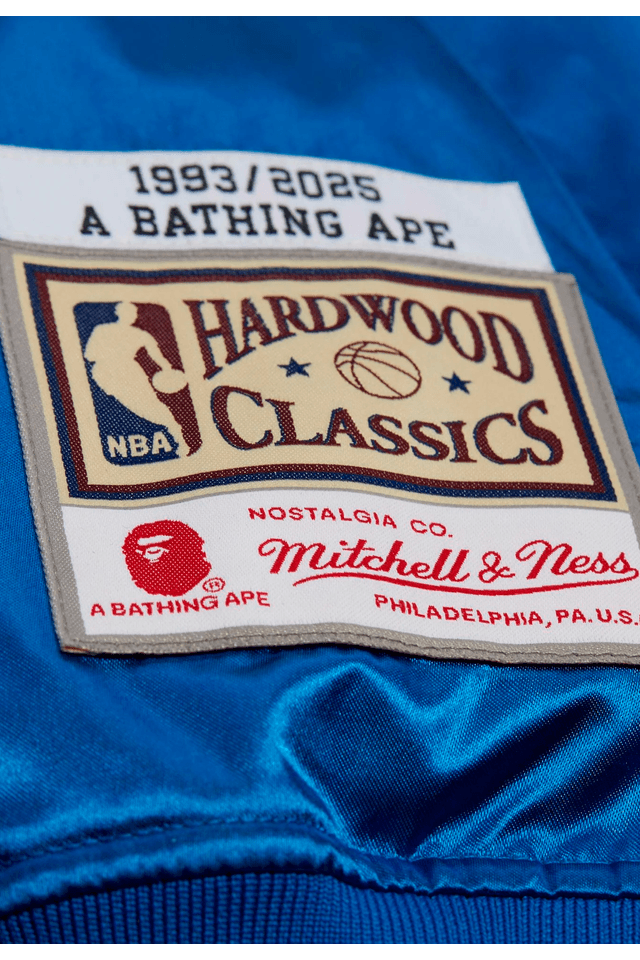 1993/2025
A BATHING APE
HARDWOOD
CLASSICS
NBA
NOSTALGIA CO.
Mitchell & Ness
®
A BATHING APE
PHILADELPHIA, PA. U.S.